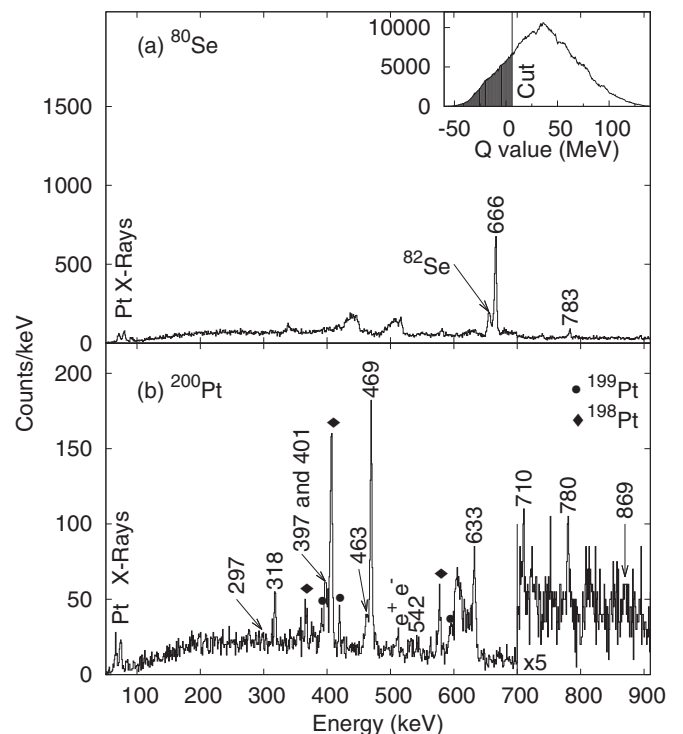 (a) ⁸⁰Se
10000
5000
0
Cut
-50 0 50 100
Q value (MeV)
1500
1000
500
0
Pt X-Rays
⁸²Se
666
783
Counts/keV
(b) ²⁰⁰Pt
● ¹⁹⁹Pt
◆ ¹⁹⁸Pt
200
150
100
50
0
Pt X-Rays
297
318
397 and 401
463
469
e⁺ e⁻
542
633
710
780
869
x5
100 200 300 400 500 600 700 800 900
Energy (keV)